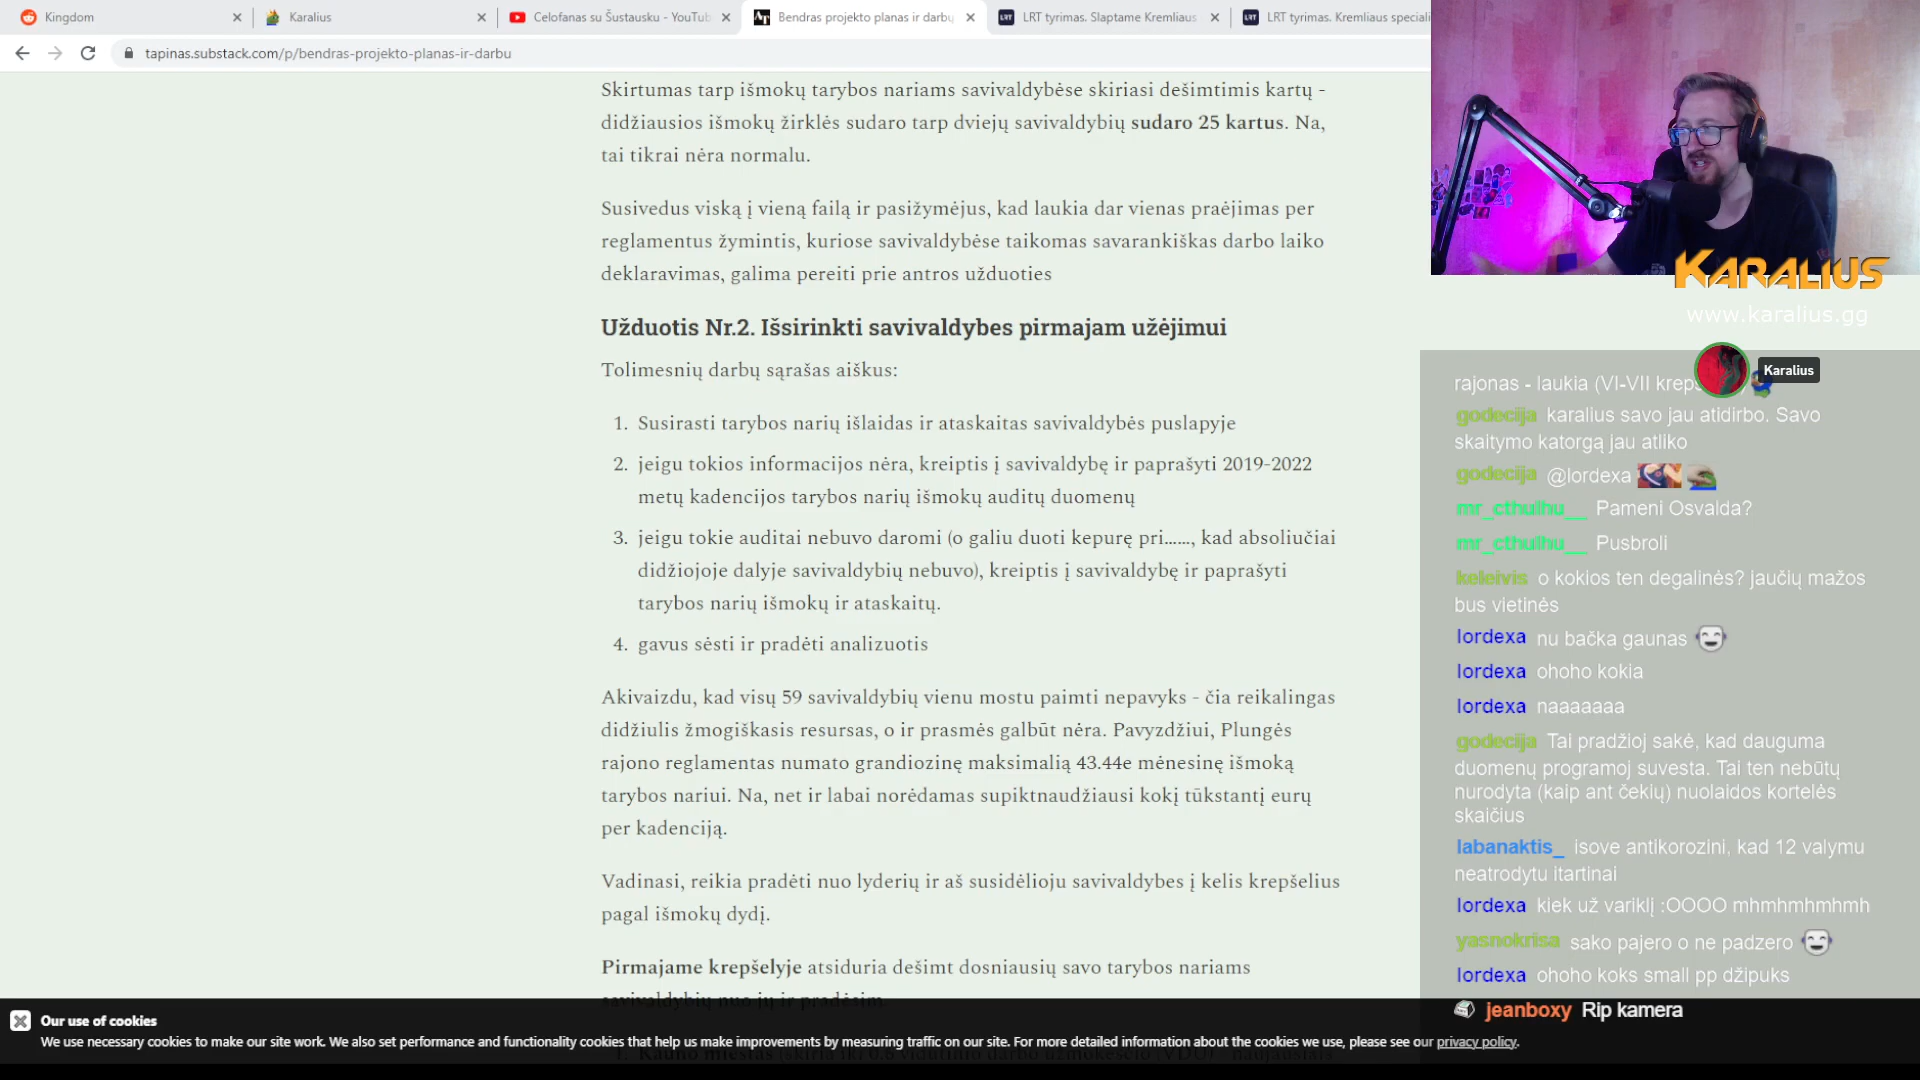 Kingdom
Karalius
Celofanas su Šustausku - YouTub
Bendras projekto planas ir darbų
LRT tyrimas. Slaptame Kremliaus
LRT tyrimas. Kremliaus speciali
tapinas.substack.com/p/bendras-projekto-planas-ir-darbu
Skirtumas tarp išmokų tarybos nariams savivaldybėse skiriasi dešimtimis kartų -
didžiausios išmokų žirklės sudaro tarp dviejų savivaldybių sudaro 25 kartus. Na,
tai tikrai nėra normalu.
Susivedus viską į vieną failą ir pasižymėjus, kad laukia dar vienas praėjimas per
reglamentus žymintis, kuriose savivaldybėse taikomas savarankiškas darbo laiko
deklaravimas, galima pereiti prie antros užduoties
Užduotis Nr.2. Išsirinkti savivaldybes pirmajam užėjimui
Tolimesnių darbų sąrašas aiškus:
1. Susirasti tarybos narių išlaidas ir ataskaitas savivaldybės puslapyje
2. jeigu tokios informacijos nėra, kreiptis į savivaldybę ir paprašyti 2019-2022
metų kadencijos tarybos narių išmokų auditų duomenų
3. jeigu tokie auditai nebuvo daromi (o galiu duoti kepurę pri......, kad absoliučiai
didžiojoje dalyje savivaldybių nebuvo), kreiptis į savivaldybę ir paprašyti
tarybos narių išmokų ir ataskaitų.
4. gavus sėsti ir pradėti analizuotis
Akivaizdu, kad visų 59 savivaldybių vienu mostu paimti nepavyks - čia reikalingas
didžiulis žmogiškasis resursas, o ir prasmės galbūt nėra. Pavyzdžiui, Plungės
rajono reglamentas numato grandiozinę maksimalią 43.44e mėnesinę išmoką
tarybos nariui. Na, net ir labai norėdamas supiktnaudžiausi kokį tūkstantį eurų
per kadenciją.
Vadinasi, reikia pradėti nuo lyderių ir aš susidėlioju savivaldybes į kelis krepšelius
pagal išmokų dydį.
Pirmajame krepšelyje atsiduria dešimt dosniausių savo tarybos nariams
savivaldybių nuo jų ir pradėsim
Our use of cookies
We use necessary cookies to make our site work. We also set performance and functionality cookies that help us make improvements by measuring traffic on our site. For more detailed information about the cookies we use, please see our privacy policy.
KARALIUS
www.karalius.gg
Karalius
rajonas - laukia (VI-VII kreps
godecija karalius savo jau atidirbo. Savo
skaitymo katorgą jau atliko
godecija @lordexa
mr_cthulhu__ Pameni Osvalda?
mr_cthulhu__ Pusbroli
keleivis o kokios ten degalinės? jaučių mažos
bus vietinės
lordexa nu bačka gaunas
lordexa ohoho kokia
lordexa naaaaaaa
godecija Tai pradžioj sakė, kad dauguma
duomenų programoj suvesta. Tai ten nebūtų
nurodyta (kaip ant čekių) nuolaidos kortelės
skaičius
labanaktis_ isove antikorozini, kad 12 valymu
neatrodytu itartinai
lordexa kiek už variklį :OOOO mhmhmhmhmh
yasnokrisa sako pajero o ne padzero
lordexa ohoho koks small pp džipuks
jeanboxy Rip kamera